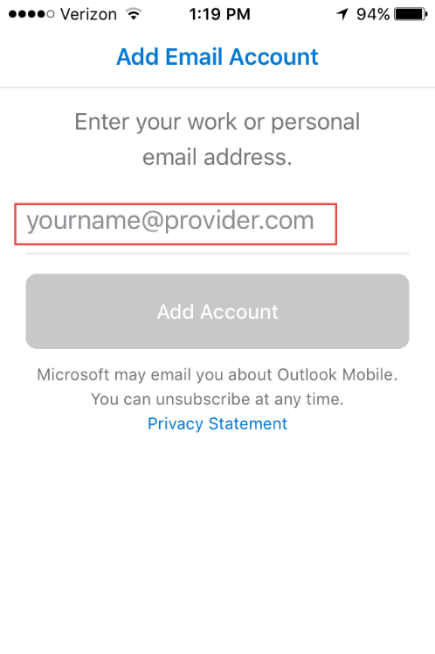 Verizon 1:19 PM 94%
Add Email Account
Enter your work or personal
email address.
yourname@provider.com
Add Account
Microsoft may email you about Outlook Mobile.
You can unsubscribe at any time.
Privacy Statement